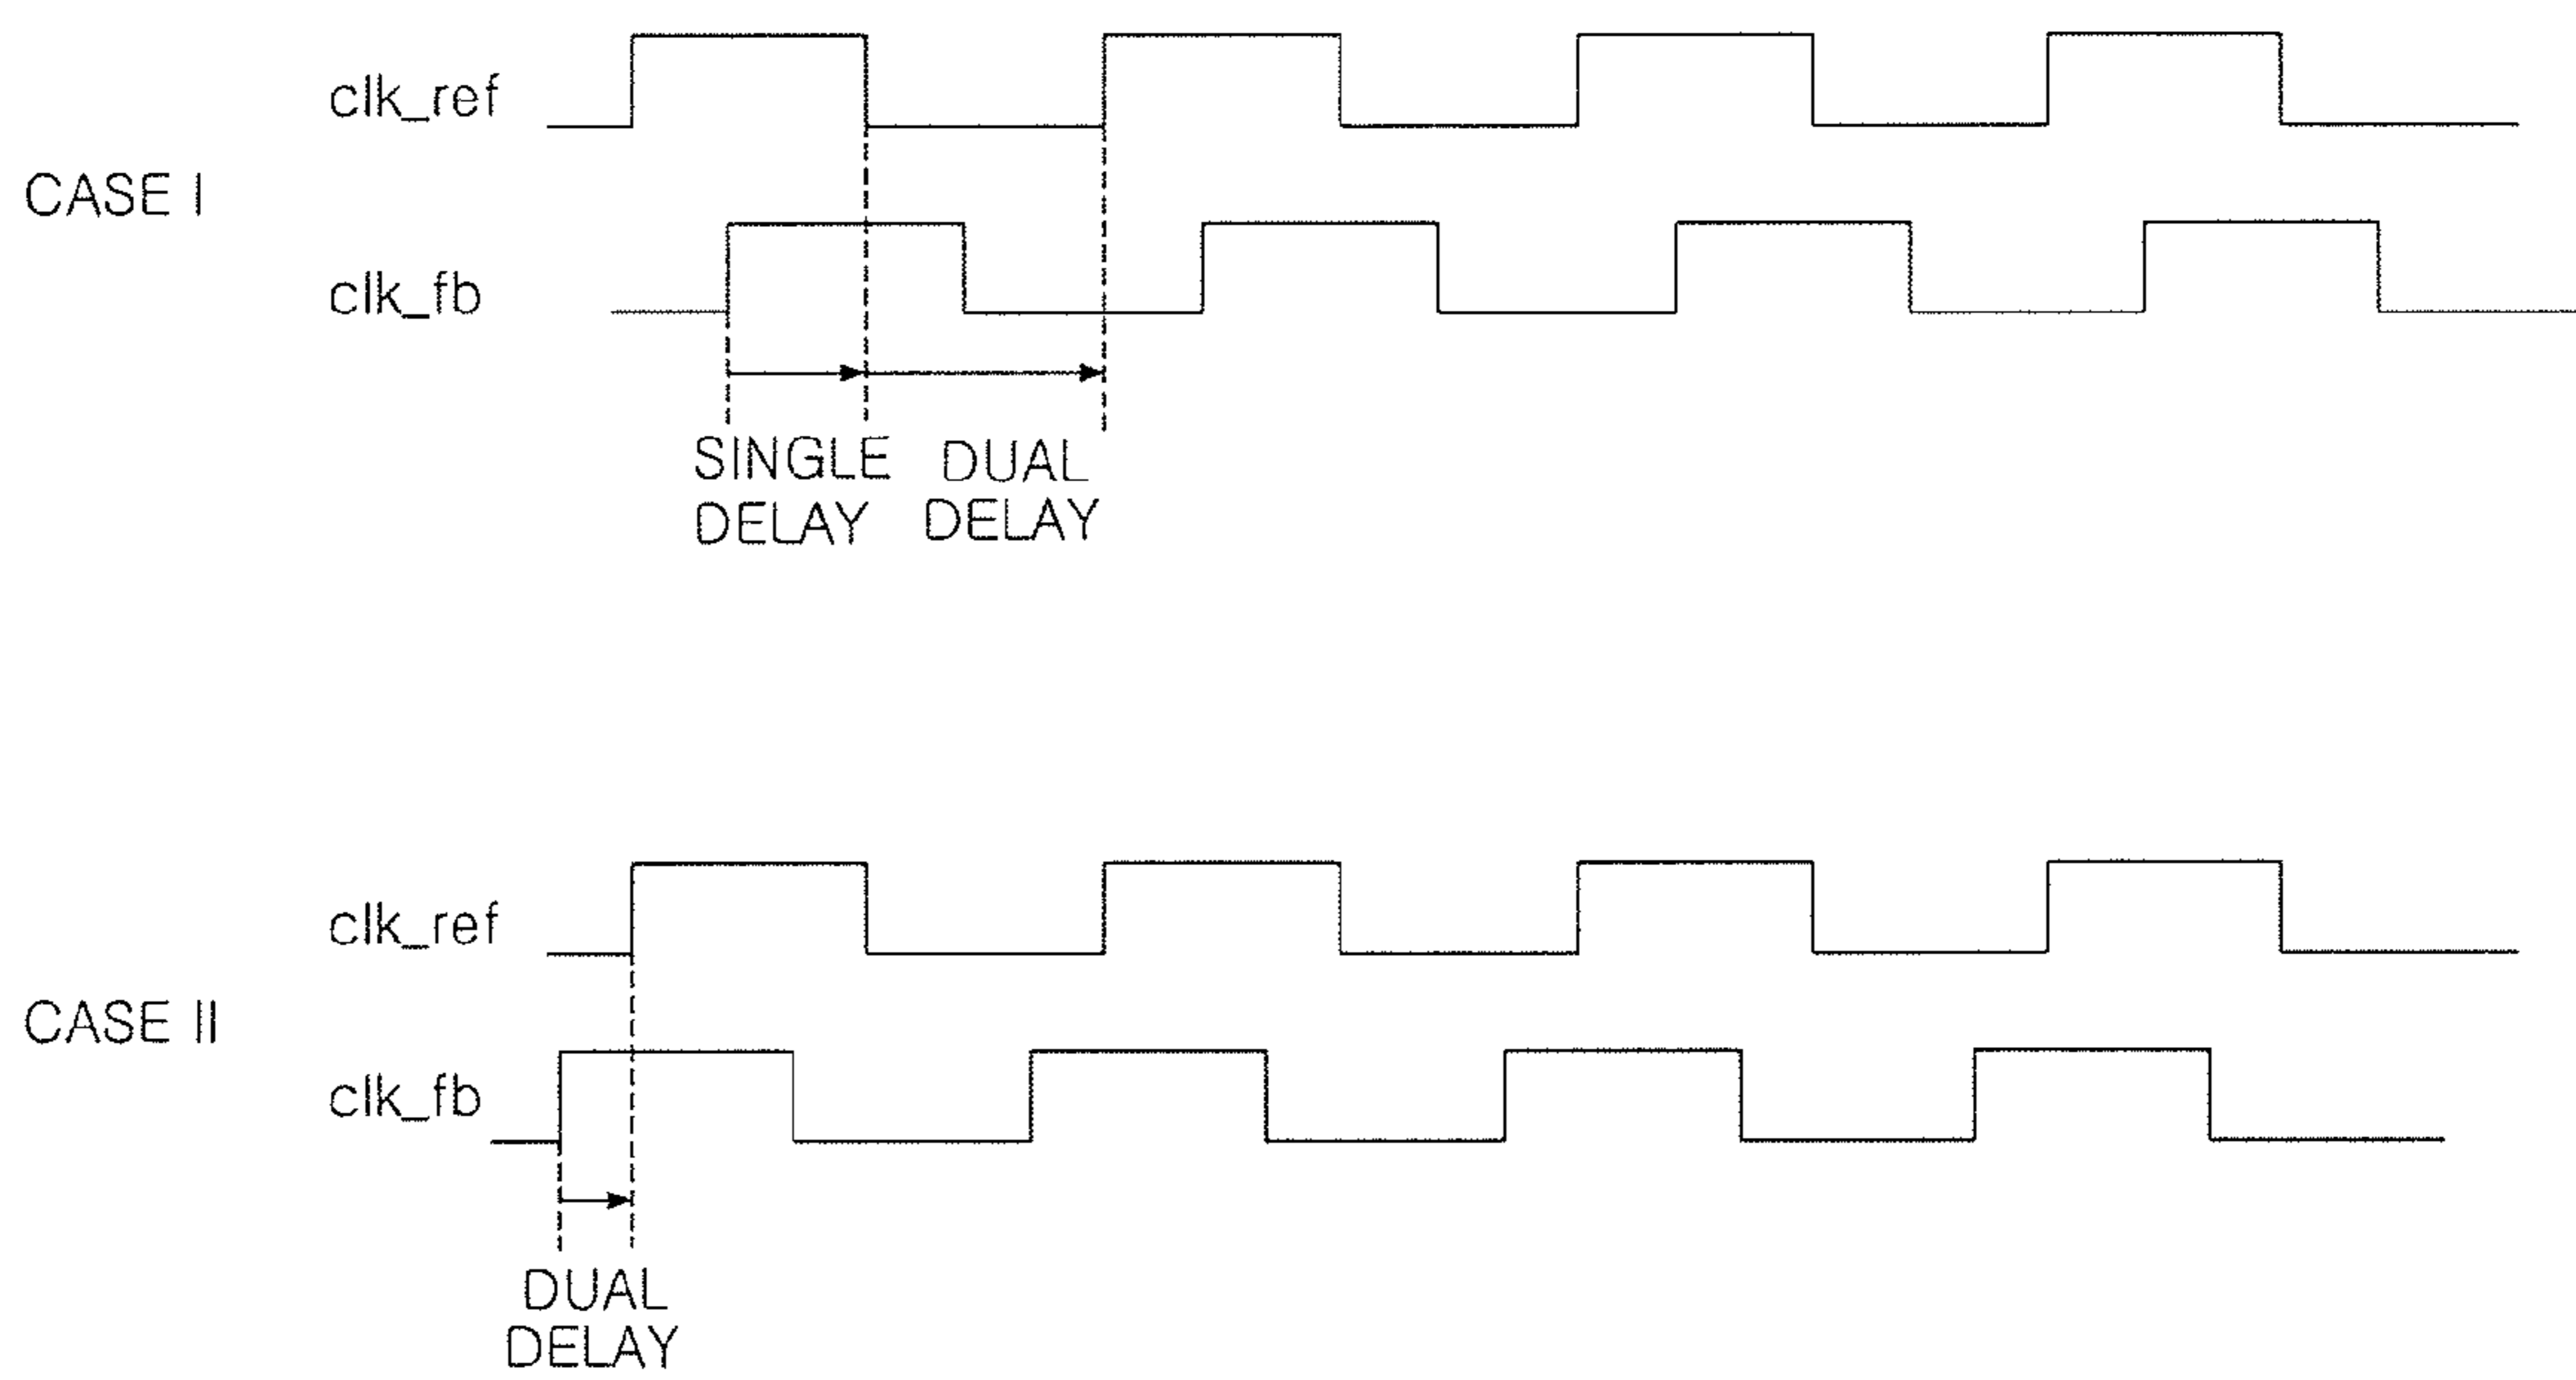 clk_ref
CASE I
clk_fb
SINGLE DELAY
DUAL DELAY
clk_ref
CASE II
clk_fb
DUAL
DELAY